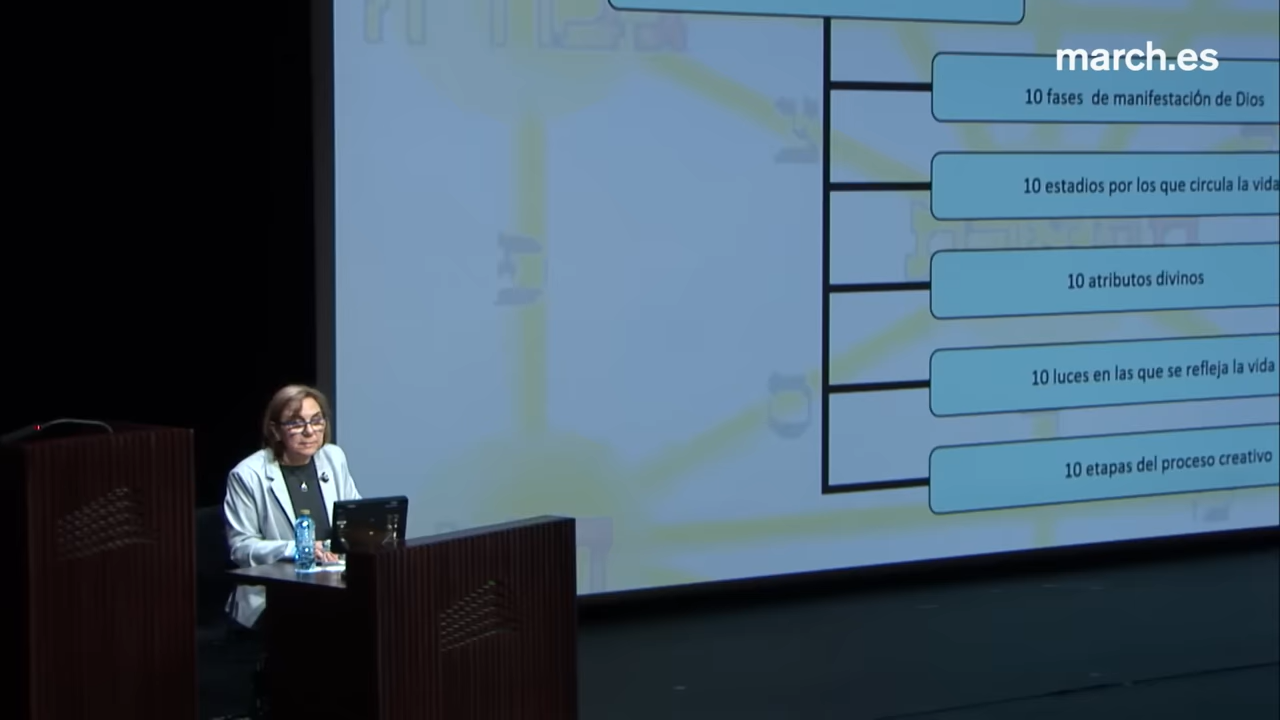 march.es
10 fases de manifestación de Dios
10 estadios por los que circula la vida
10 atributos divinos
10 luces en las que se refleja la vida
10 etapas del proceso creativo